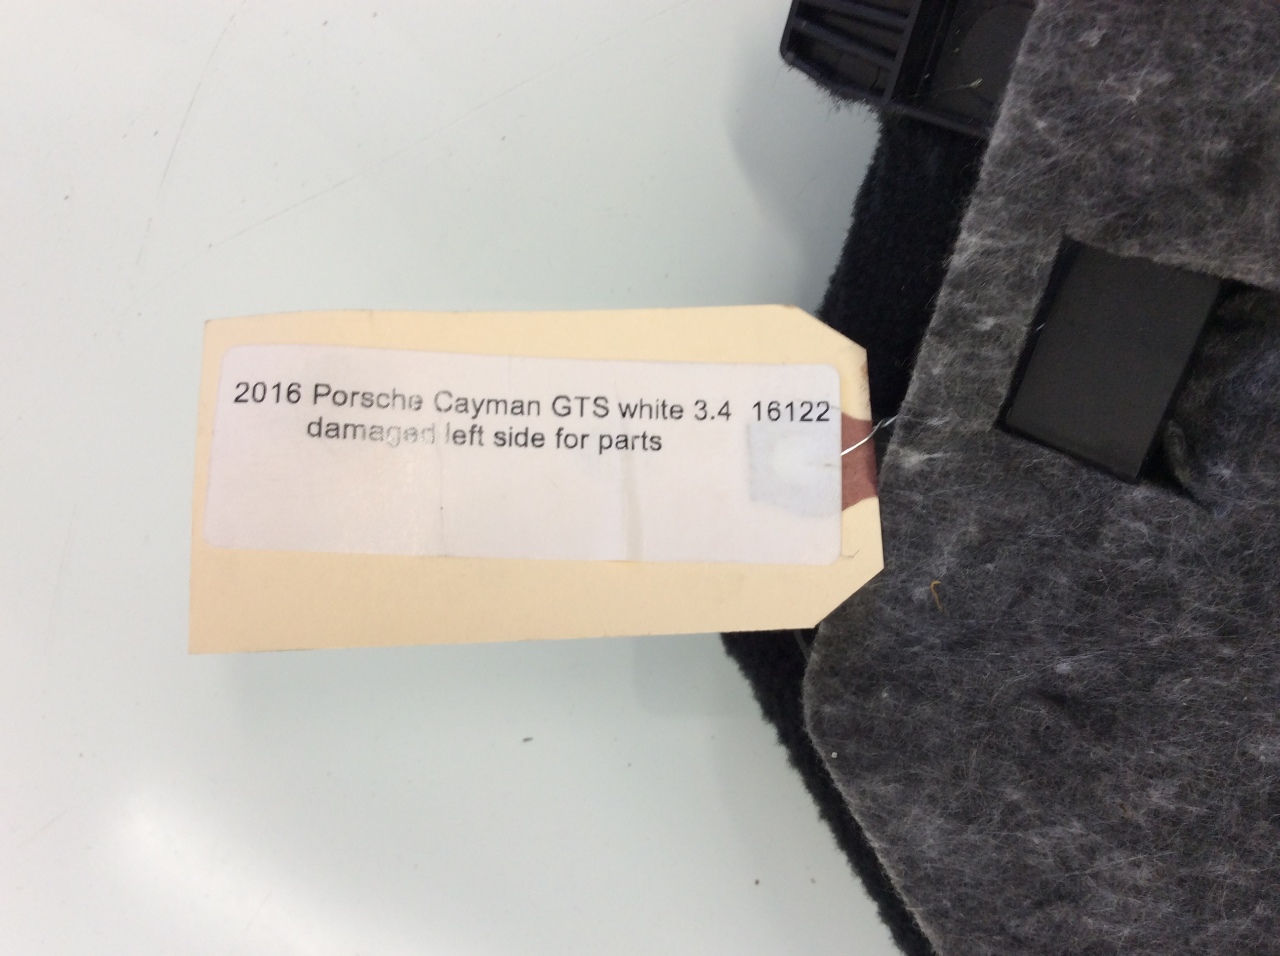 2016 Porsche Cayman GTS white 3.4 16122
damaged left side for parts